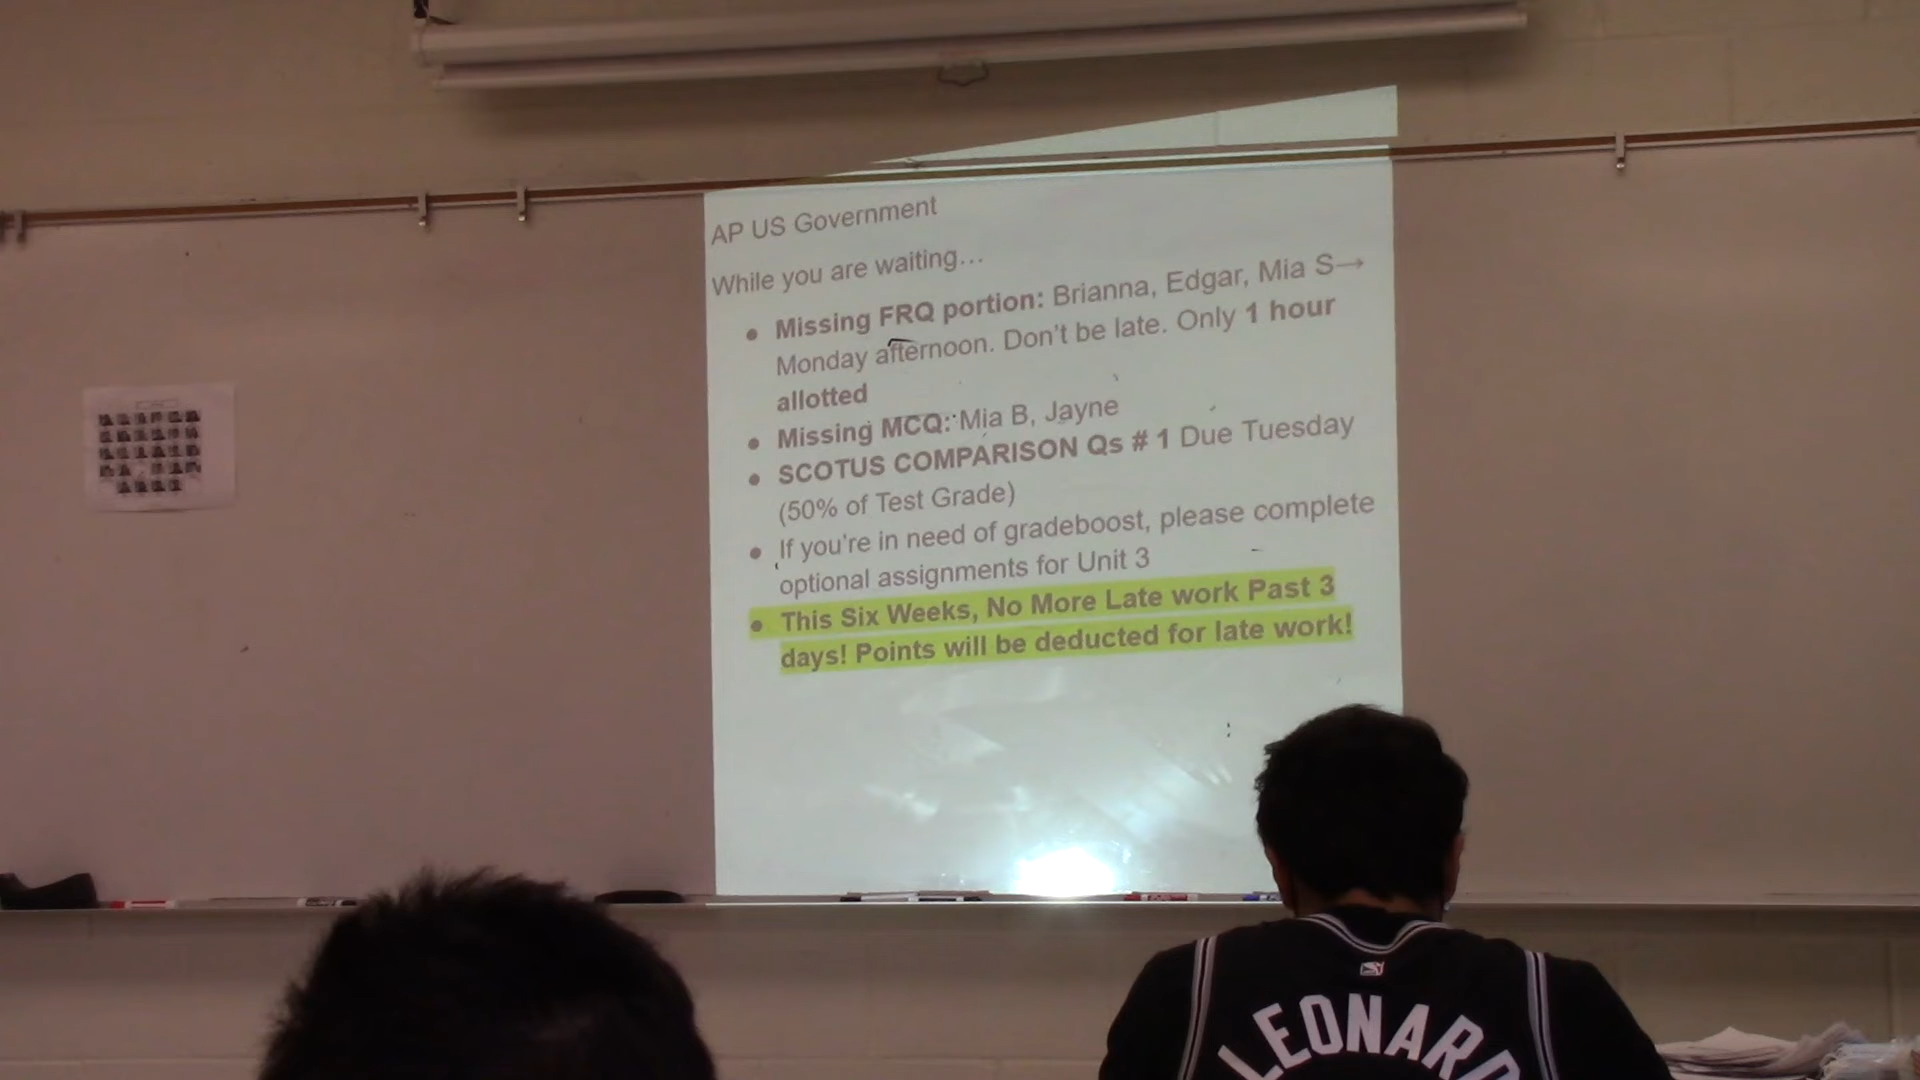 AP US Government
While you are waiting…
● Missing FRQ portion: Brianna, Edgar, Mia S→
Monday afternoon. Don't be late. Only 1 hour
allotted
● Missing MCQ: Mia B, Jayne
● SCOTUS COMPARISON Qs # 1 Due Tuesday
(50% of Test Grade)
● If you're in need of gradeboost, please complete
optional assignments for Unit 3
● This Six Weeks, No More Late work Past 3
days! Points will be deducted for late work!
LEONARD